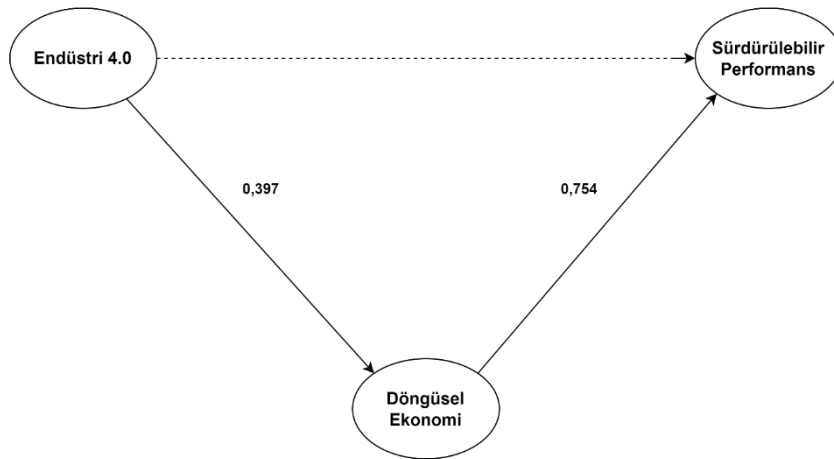 Endüstri 4.0
Sürdürülebilir
Performans
0,397
0,754
Döngüsel
Ekonomi